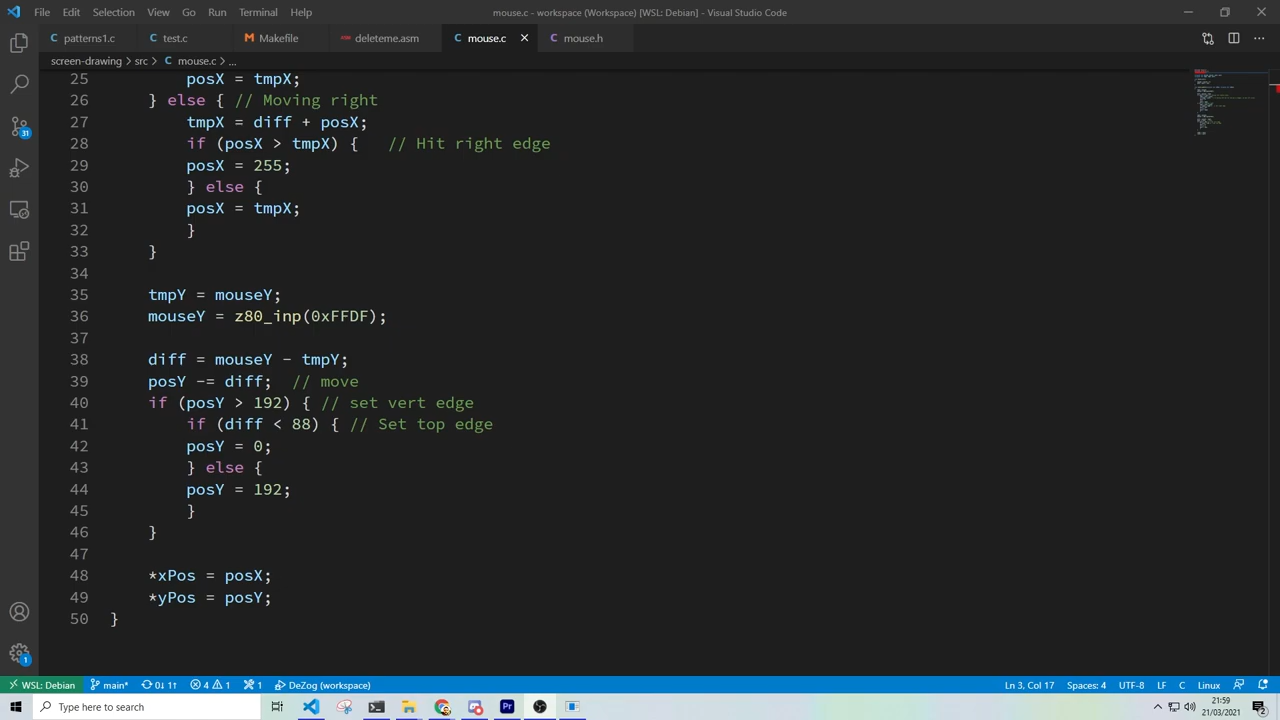 File Edit Selection View Go Run Terminal Help
mouse.c - workspace (Workspace) [WSL: Debian] - Visual Studio Code
patterns1.c test.c Makefile deleteme.asm mouse.c mouse.h
screen-drawing > src > mouse.c > ...
25 posX = tmpX;
26 } else { // Moving right
27 tmpX = diff + posX;
28 if (posX > tmpX) { // Hit right edge
29 posX = 255;
30 } else {
31 posX = tmpX;
32 }
33 }
34
35 tmpY = mouseY;
36 mouseY = z80_inp(0xFFDF);
37
38 diff = mouseY - tmpY;
39 posY -= diff; // move
40 if (posY > 192) { // set vert edge
41 if (diff < 88) { // Set top edge
42 posY = 0;
43 } else {
44 posY = 192;
45 }
46 }
47
48 *xPos = posX;
49 *yPos = posY;
50 }
31
1
WSL: Debian main* 0↓ 1↑ 4 1 1 DeZog (workspace) Ln 3, Col 17 Spaces: 4 UTF-8 LF C Linux
Type here to search
Pr
21:59
21/03/2021
2